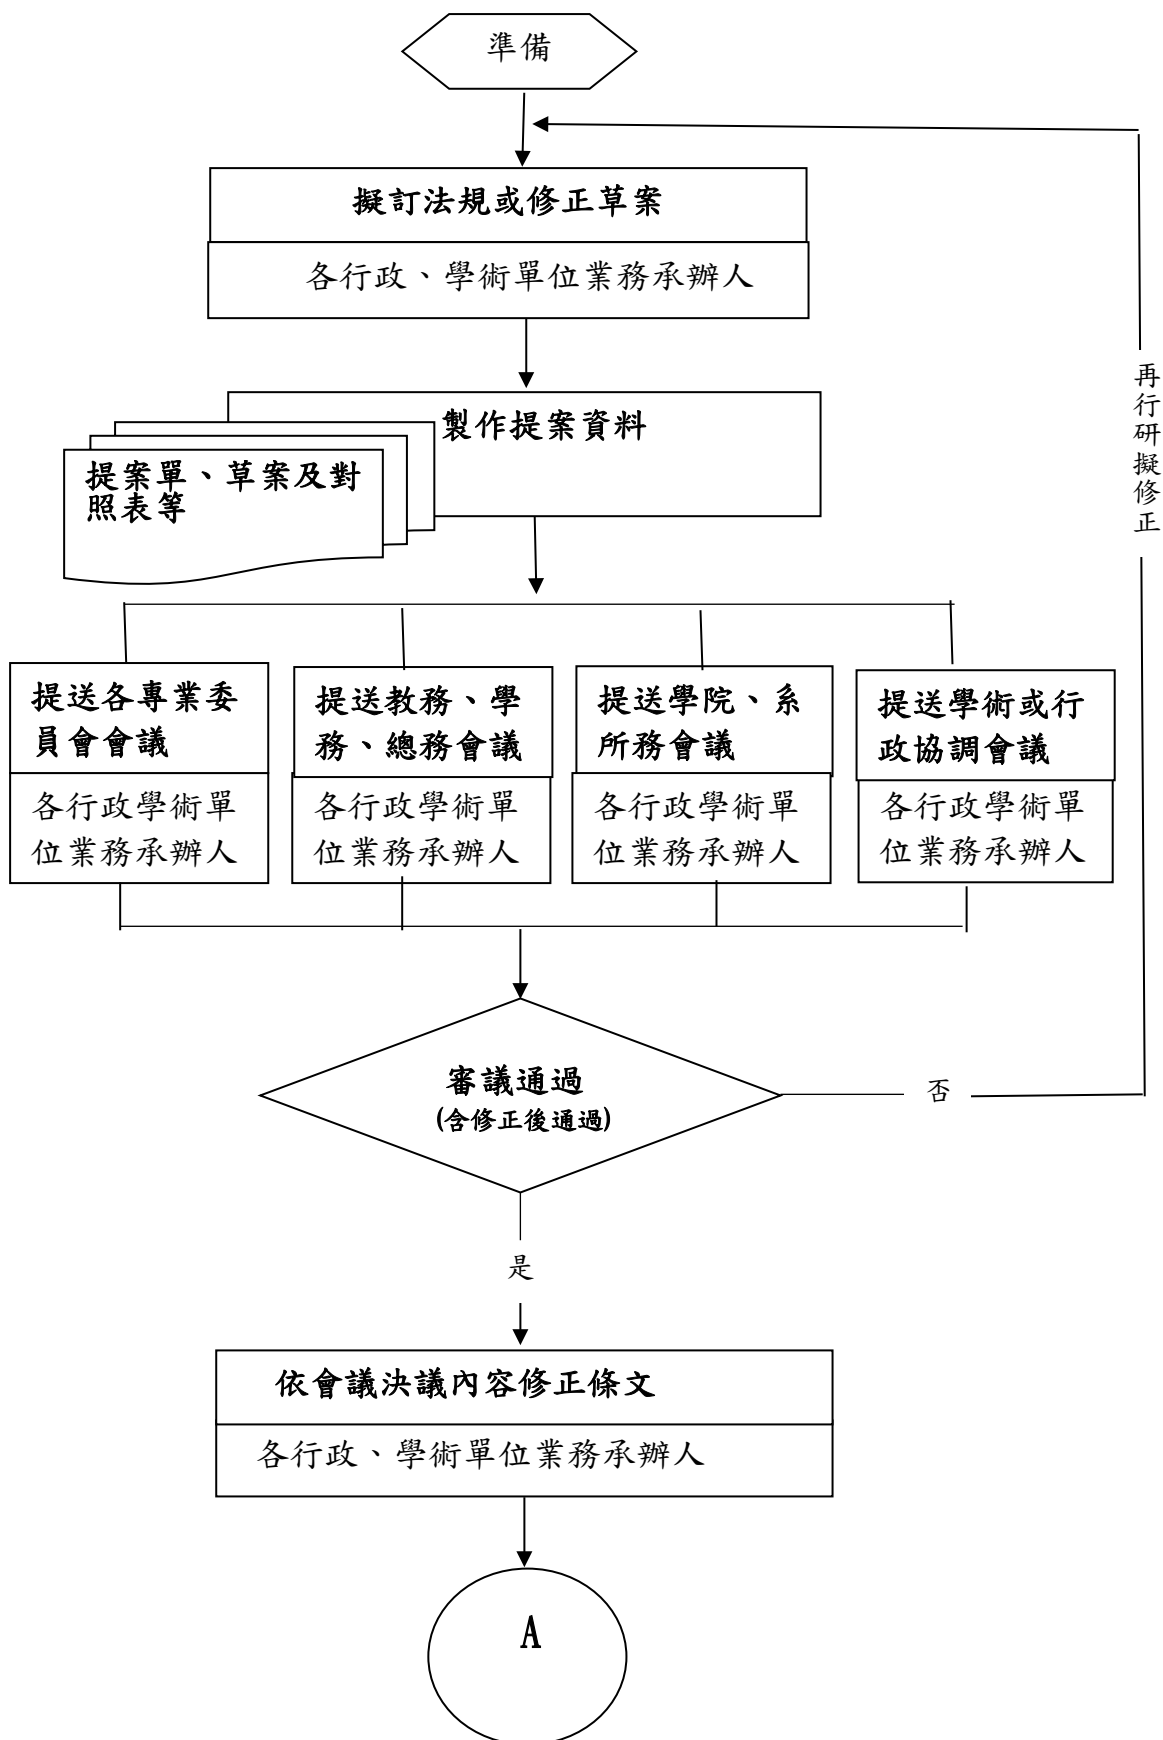 準備
擬訂法規或修正草案
各行政、學術單位業務承辦人
製作提案資料
提案單、草案及對
照表等
再行研擬修正
提送各專業委
員會會議
各行政學術單
位業務承辦人
提送教務、學
務、總務會議
各行政學術單
位業務承辦人
提送學院、系
所務會議
各行政學術單
位業務承辦人
提送學術或行
政協調會議
各行政學術單
位業務承辦人
審議通過
(含修正後通過)
否
是
依會議決議內容修正條文
各行政、學術單位業務承辦人
A